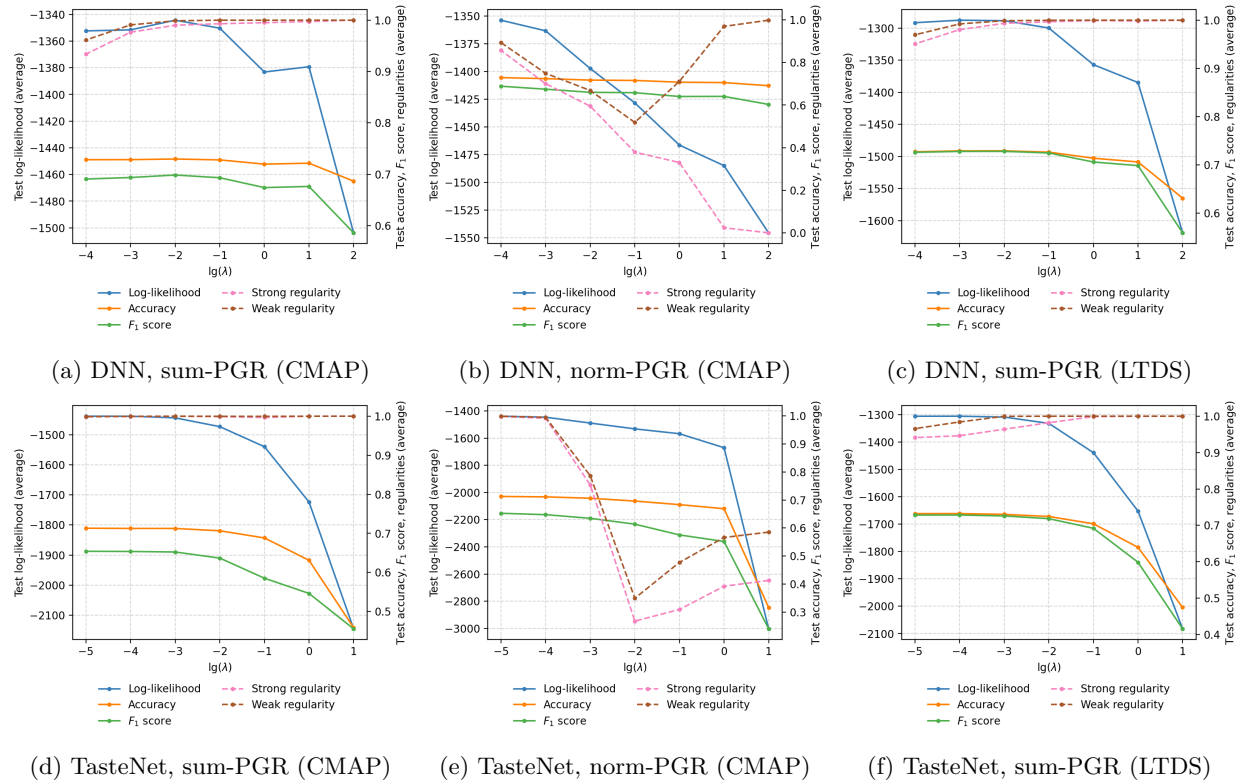 Test log-likelihood (average)
−1340
−1360
−1380
−1400
−1420
−1440
−1460
−1480
−1500
−4 −3 −2 −1 0 1 2
lg(λ)
1.0
0.9
0.8
0.7
0.6
Test accuracy, F1 score, regularities (average)
Log-likelihood Strong regularity
Accuracy Weak regularity
F1 score
(a) DNN, sum-PGR (CMAP)
Test log-likelihood (average)
−1350
−1375
−1400
−1425
−1450
−1475
−1500
−1525
−1550
−4 −3 −2 −1 0 1 2
lg(λ)
1.0
0.8
0.6
0.4
0.2
0.0
Test accuracy, F1 score, regularities (average)
Log-likelihood Strong regularity
Accuracy Weak regularity
F1 score
(b) DNN, norm-PGR (CMAP)
Test log-likelihood (average)
−1300
−1350
−1400
−1450
−1500
−1550
−1600
−4 −3 −2 −1 0 1 2
lg(λ)
1.0
0.9
0.8
0.7
0.6
Test accuracy, F1 score, regularities (average)
Log-likelihood Strong regularity
Accuracy Weak regularity
F1 score
(c) DNN, sum-PGR (LTDS)
Test log-likelihood (average)
−1500
−1600
−1700
−1800
−1900
−2000
−2100
−5 −4 −3 −2 −1 0 1
lg(λ)
1.0
0.9
0.8
0.7
0.6
0.5
Test accuracy, F1 score, regularities (average)
Log-likelihood Strong regularity
Accuracy Weak regularity
F1 score
(d) TasteNet, sum-PGR (CMAP)
Test log-likelihood (average)
−1400
−1600
−1800
−2000
−2200
−2400
−2600
−2800
−3000
−5 −4 −3 −2 −1 0 1
lg(λ)
1.0
0.9
0.8
0.7
0.6
0.5
0.4
0.3
Test accuracy, F1 score, regularities (average)
Log-likelihood Strong regularity
Accuracy Weak regularity
F1 score
(e) TasteNet, norm-PGR (CMAP)
Test log-likelihood (average)
−1300
−1400
−1500
−1600
−1700
−1800
−1900
−2000
−2100
−5 −4 −3 −2 −1 0 1
lg(λ)
1.0
0.9
0.8
0.7
0.6
0.5
0.4
Test accuracy, F1 score, regularities (average)
Log-likelihood Strong regularity
Accuracy Weak regularity
F1 score
(f) TasteNet, sum-PGR (LTDS)